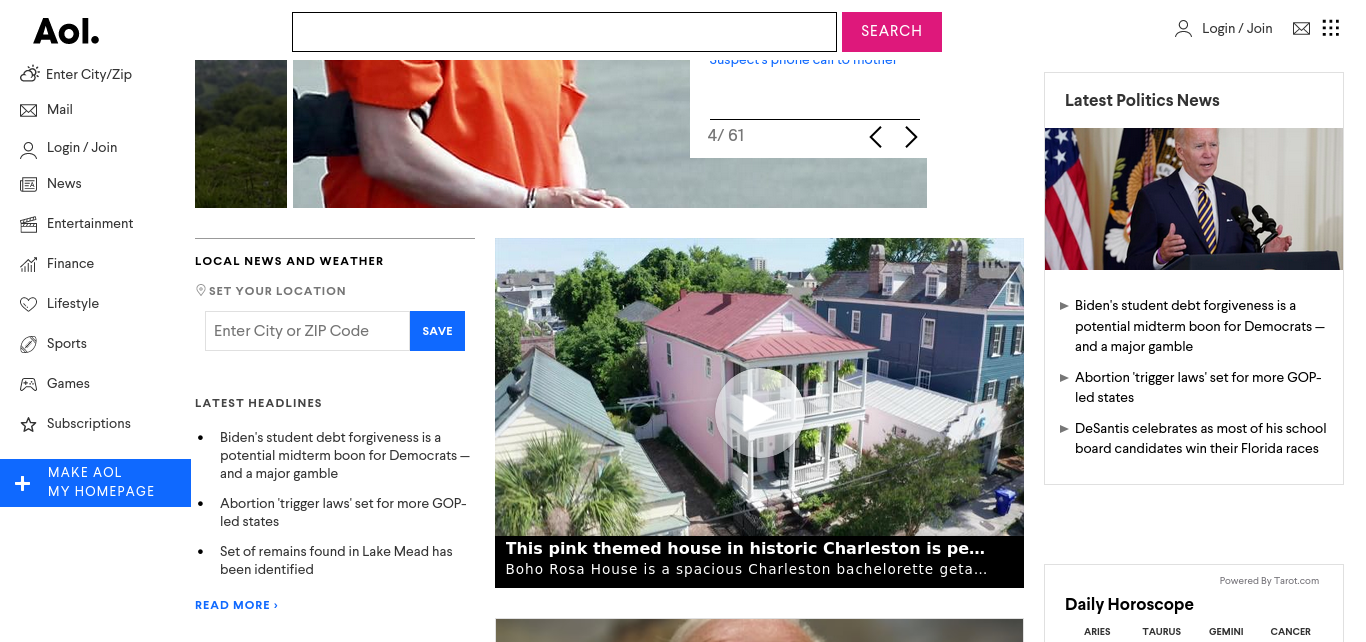 Aol.
SEARCH
Login / Join
Enter City/Zip
Mail
Login / Join
News
Entertainment
Finance
Lifestyle
Sports
Games
Subscriptions
MAKE AOL
MY HOMEPAGE
Suspect's phone call to mother
4/ 61
LOCAL NEWS AND WEATHER
SET YOUR LOCATION
Enter City or ZIP Code
SAVE
LATEST HEADLINES
Biden's student debt forgiveness is a
potential midterm boon for Democrats —
and a major gamble
Abortion 'trigger laws' set for more GOP-
led states
Set of remains found in Lake Mead has
been identified
READ MORE ›
ITK.
This pink themed house in historic Charleston is pe...
Boho Rosa House is a spacious Charleston bachelorette geta...
Latest Politics News
Biden's student debt forgiveness is a
potential midterm boon for Democrats —
and a major gamble
Abortion 'trigger laws' set for more GOP-
led states
DeSantis celebrates as most of his school
board candidates win their Florida races
Powered By Tarot.com
Daily Horoscope
ARIES TAURUS GEMINI CANCER